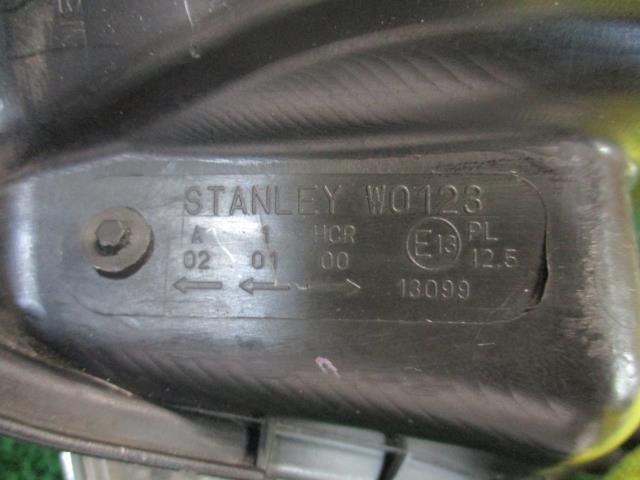 STANLEY W0123
A 1 HCR E13 PL
02 01 00 12.5
13099